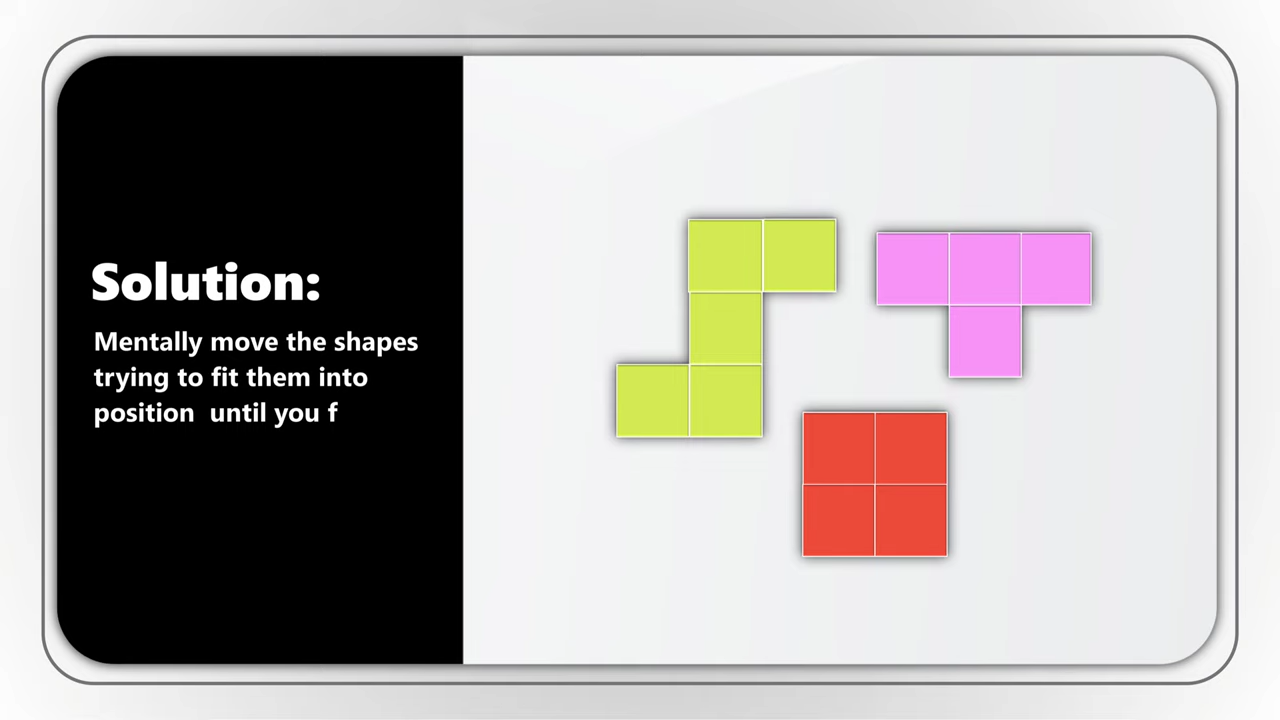 Solution:
Mentally move the shapes
trying to fit them into
position  until you f